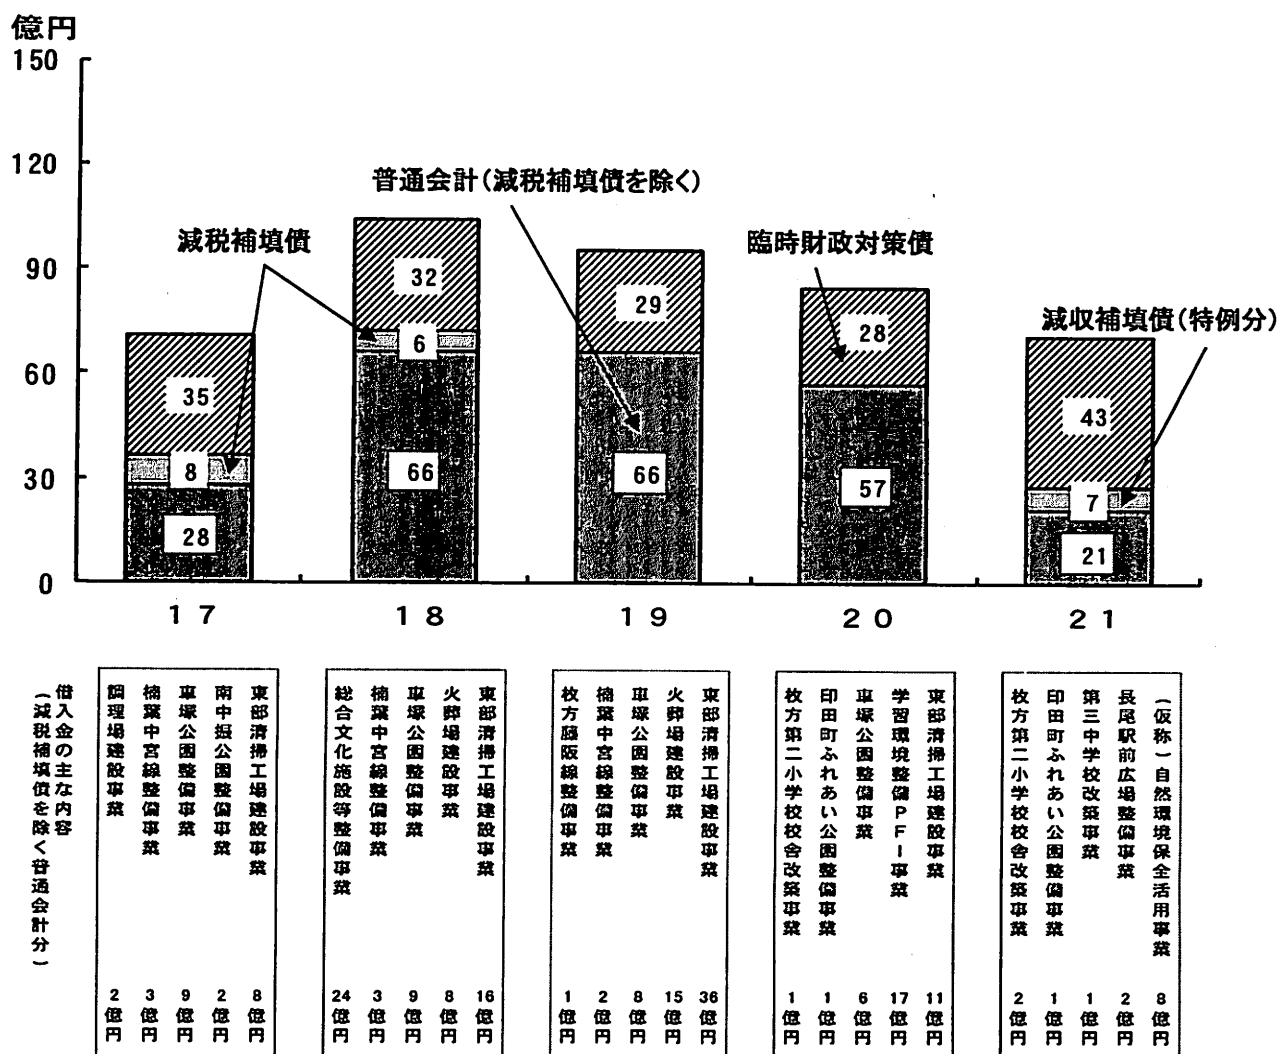 億円
150
120
90
60
30
0
減税補填債
普通会計(減税補填債を除く)
臨時財政対策債
減収補填債(特例分)
35
8
28
32
6
66
29
66
28
57
43
7
21
17
18
19
20
21
借入金の主な内容
(減税補填債を除く普通会計分)
東部清掃工場建設事業 8億円
南中振公園整備事業 2億円
車塚公園整備事業 9億円
楠葉中宮線整備事業 3億円
調理場建設事業 2億円
東部清掃工場建設事業 16億円
火葬場建設事業 8億円
車塚公園整備事業 9億円
楠葉中宮線整備事業 3億円
総合文化施設等整備事業 24億円
東部清掃工場建設事業 36億円
火葬場建設事業 15億円
車塚公園整備事業 8億円
楠葉中宮線整備事業 2億円
枚方藤阪線整備事業 1億円
東部清掃工場建設事業 11億円
学習環境整備PFI事業 17億円
車塚公園整備事業 6億円
印田町ふれあい公園整備事業 1億円
枚方第二小学校校舎改築事業 1億円
(仮称)自然環境保全活用事業 8億円
長尾駅前広場整備事業 2億円
第三中学校改築事業 1億円
印田町ふれあい公園整備事業 1億円
枚方第二小学校校舎改築事業 2億円